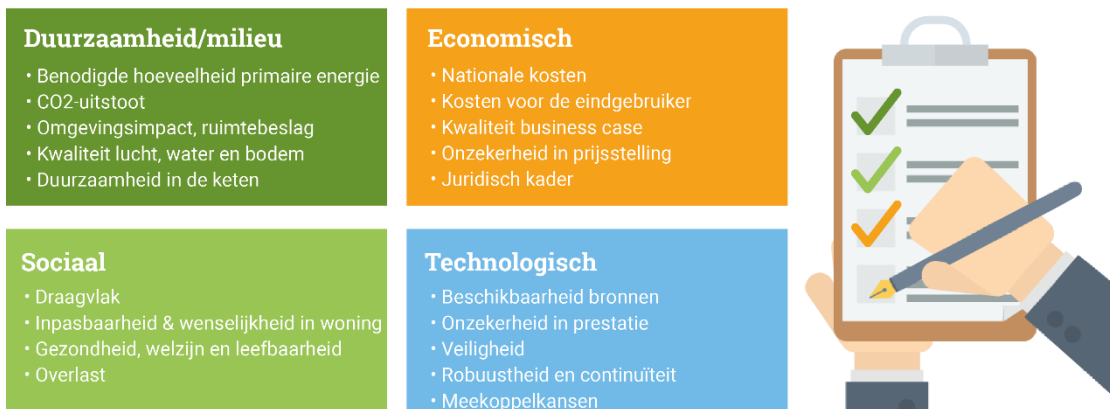 Duurzaamheid/milieu
• Benodigde hoeveelheid primaire energie
• CO2-uitstoot
• Omgevingsimpact, ruimtebeslag
• Kwaliteit lucht, water en bodem
• Duurzaamheid in de keten
Economisch
• Nationale kosten
• Kosten voor de eindgebruiker
• Kwaliteit business case
• Onzekerheid in prijsstelling
• Juridisch kader
Sociaal
• Draagvlak
• Inpasbaarheid & wenselijkheid in woning
• Gezondheid, welzijn en leefbaarheid
• Overlast
Technologisch
• Beschikbaarheid bronnen
• Onzekerheid in prestatie
• Veiligheid
• Robuustheid en continuïteit
• Meekoppelkansen